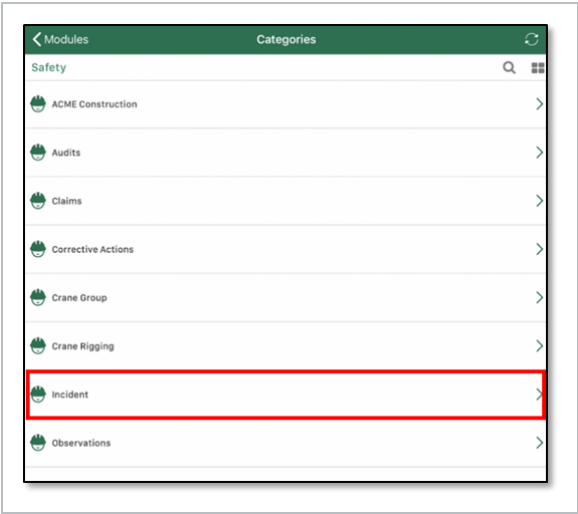 Modules Categories
Safety
ACME Construction
Audits
Claims
Corrective Actions
Crane Group
Crane Rigging
Incident
Observations